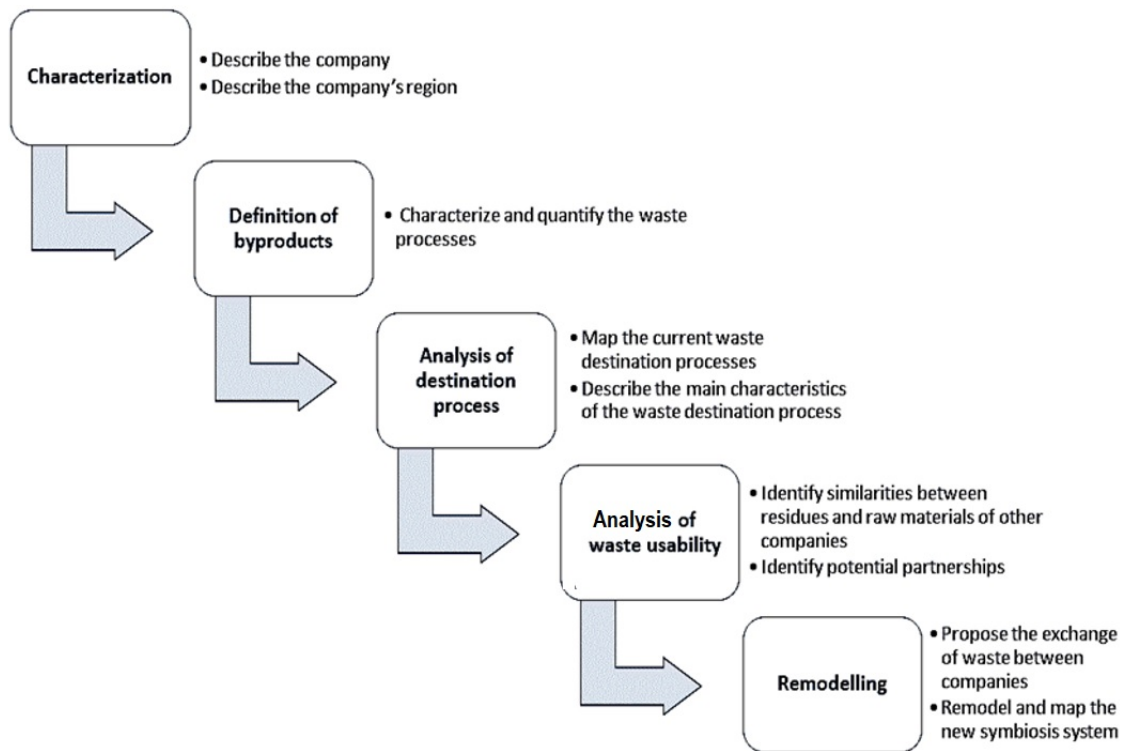 Characterization
• Describe the company
• Describe the company's region
Definition of
byproducts
• Characterize and quantify the waste
processes
Analysis of
destination
process
• Map the current waste
destination processes
• Describe the main characteristics
of the waste destination process
Analysis of
waste usability
• Identify similarities between
residues and raw materials of other
companies
• Identify potential partnerships
Remodelling
• Propose the exchange
of waste between
companies
• Remodel and map the
new symbiosis system